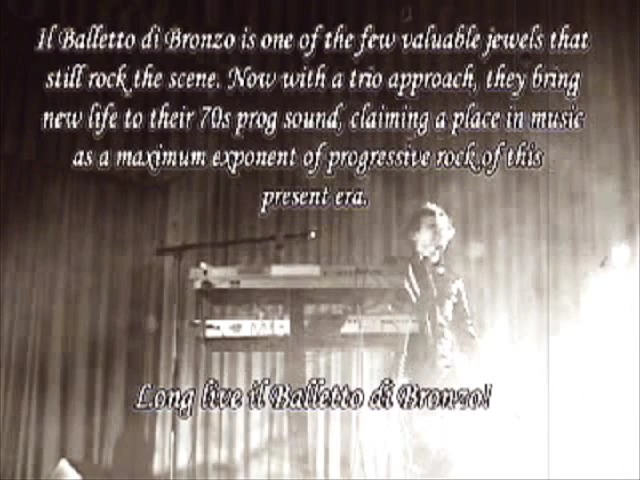 Il Balletto di Bronzo is one of the few valuable jewels that
still rock the scene. Now with a trio approach, they bring
new life to their 70s prog sound, claiming a place in music
as a maximum exponent of progressive rock of this
present era.
Long live il Balletto di Bronzo!